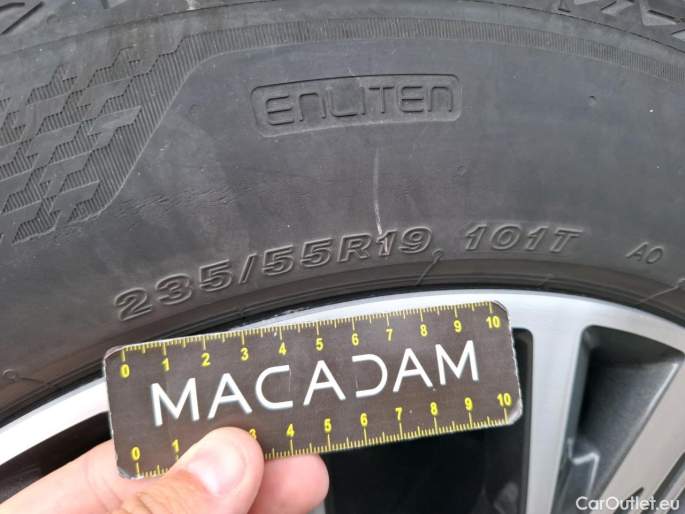 ENLITEN
235/55R19 101T AO
0 1 2 3 4 5 6 7 8 9 10
MACADAM
0 1 3 4 5 6 7 8 9 10
CarOutlet.eu